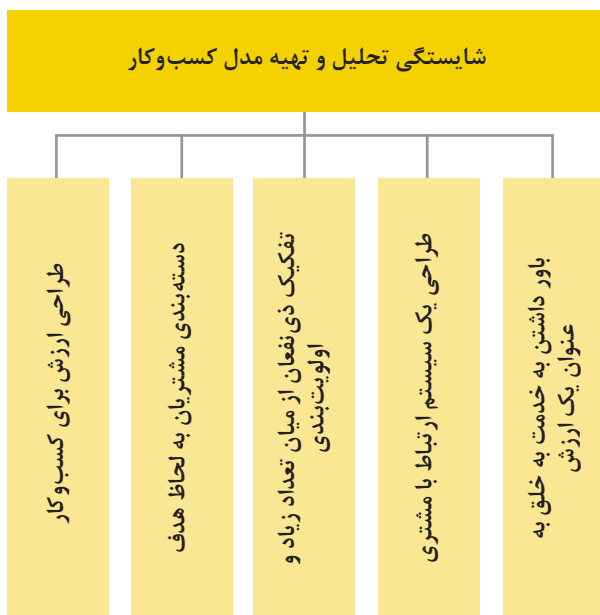 شایستگی تحلیل و تهیه مدل کسب‌وکار
باور داشتن به خدمت به خلق به
عنوان یک ارزش
طراحی یک سیستم ارتباط با مشتری
تفکیک ذی‌نفعان از میان تعداد زیاد و
اولویت‌بندی
دسته‌بندی مشتریان به لحاظ هدف
طراحی ارزش برای کسب‌وکار